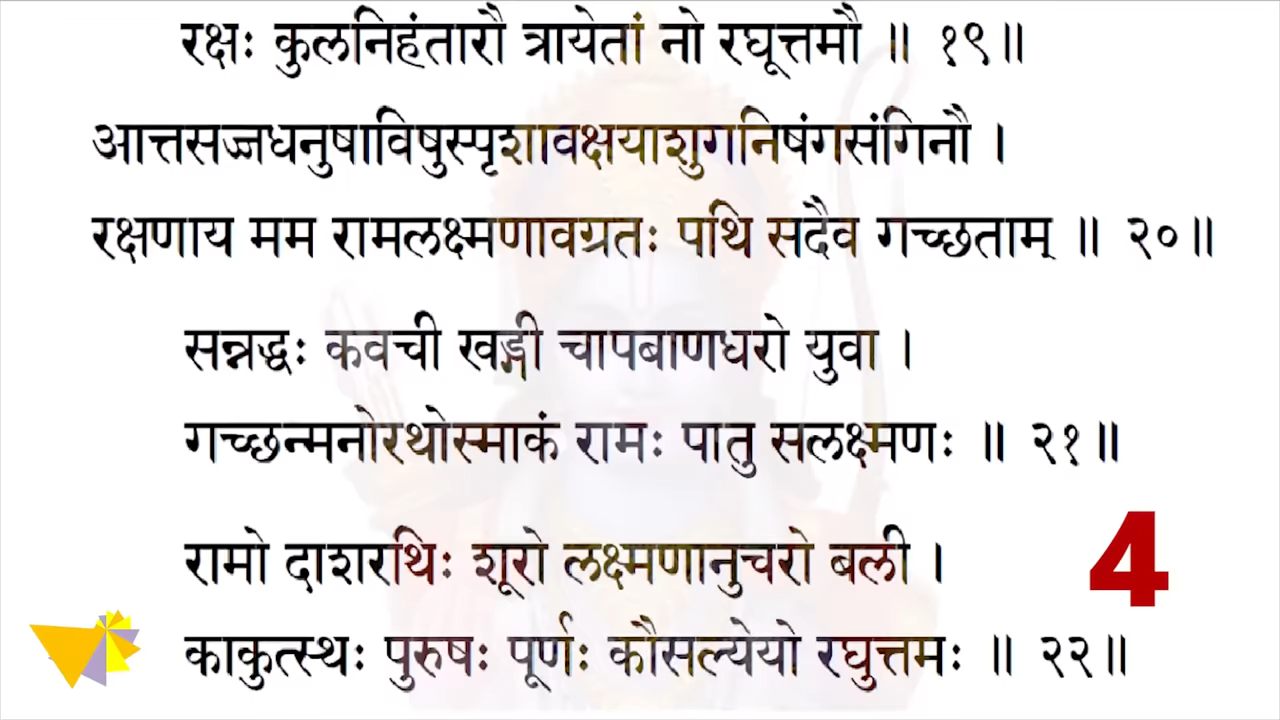 रक्षः कुलनिहंतारौ त्रायेतां नो रघूत्तमौ ॥ १९॥
आत्तसज्जधनुषाविषुस्पृशावक्षयाशुगनिषंगसंगिनौ ।
रक्षणाय मम रामलक्ष्मणावग्रतः पथि सदैव गच्छताम् ॥ २०॥
सन्नद्धः कवची खड्गी चापबाणधरो युवा ।
गच्छन्मनोरथोस्माकं रामः पातु सलक्ष्मणः ॥ २१॥
रामो दाशरथिः शूरो लक्ष्मणानुचरो बली ।
काकुत्स्थः पुरुषः पूर्णः कौसल्येयो रघुत्तमः ॥ २२॥
4